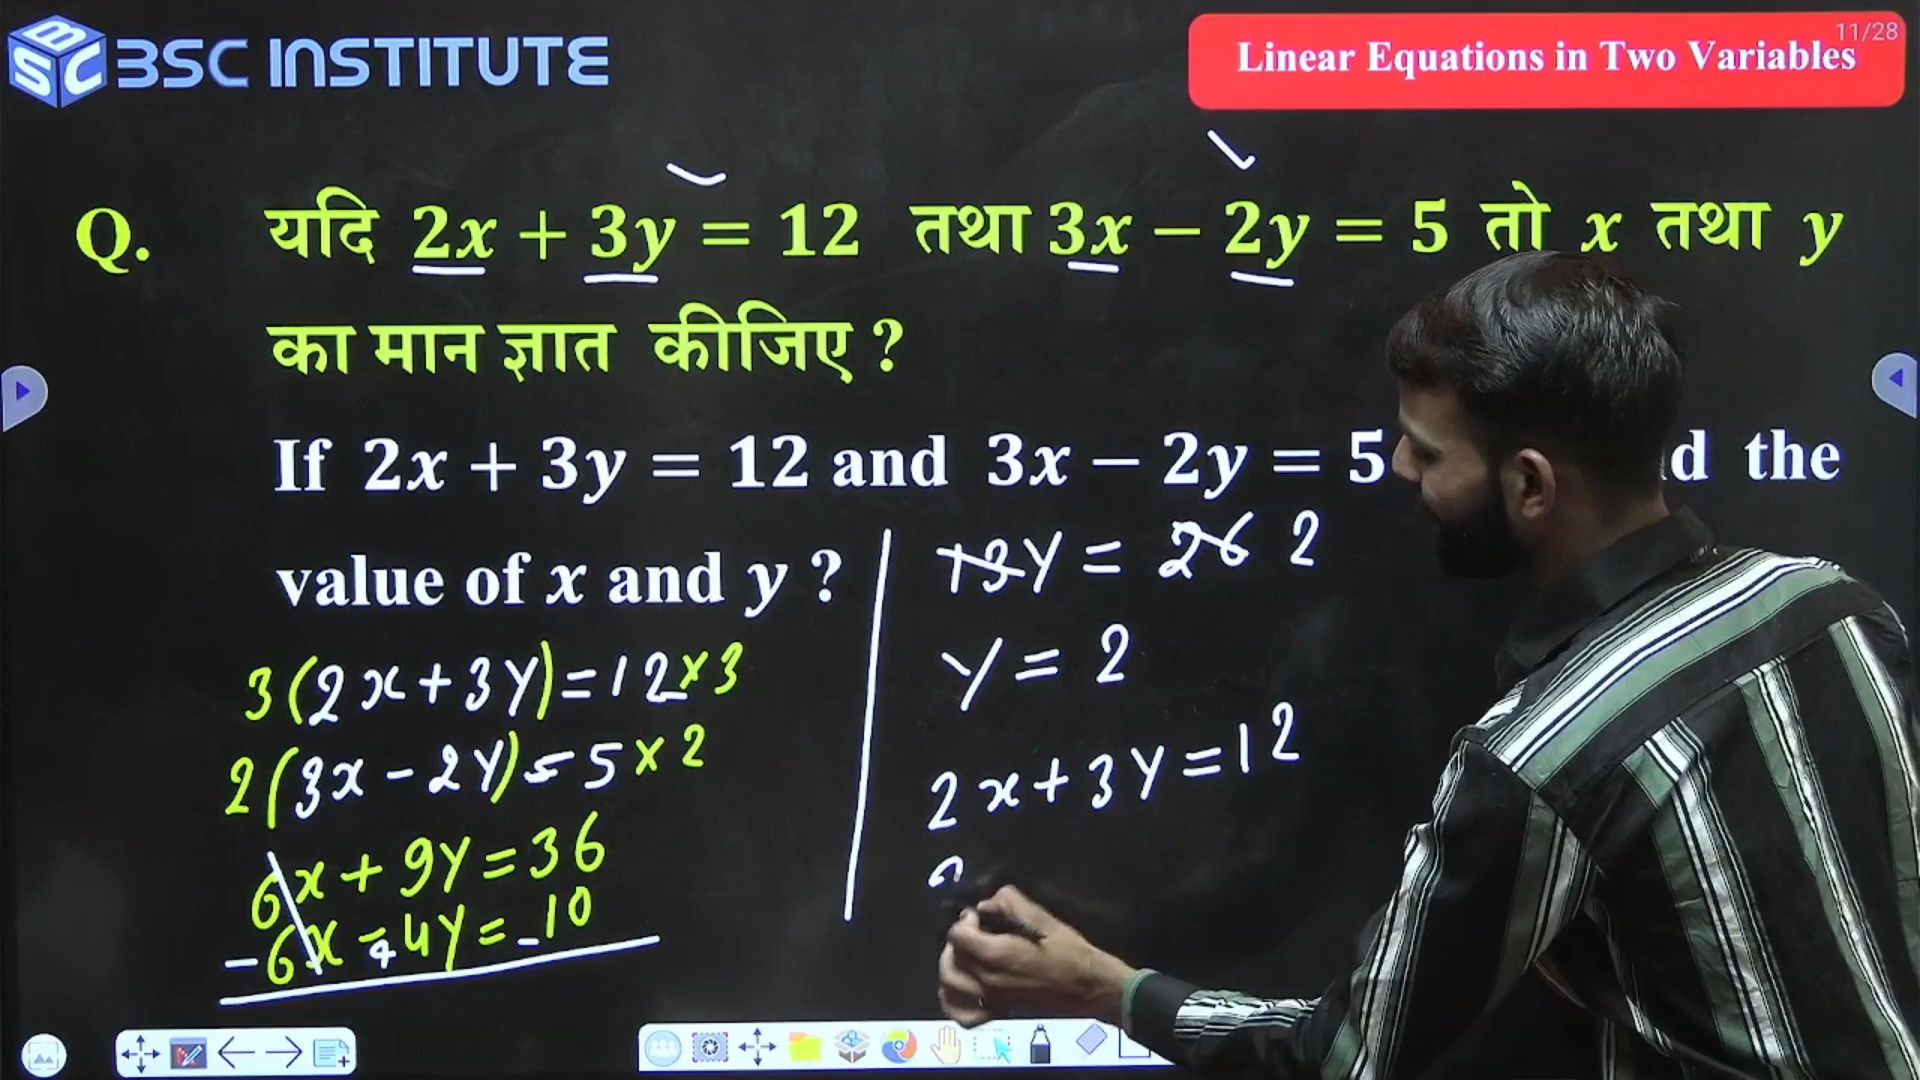 BSC INSTITUTE
11/28
Linear Equations in Two Variables
Q. यदि 2x + 3y = 12 तथा 3x − 2y = 5 तो x तथा y
का मान ज्ञात कीजिए ?
If 2x + 3y = 12 and 3x − 2y = 5 d the
value of x and y ?
3(2x+3y)=12×3
2(3x-2y)=5×2
6x+9y=36
-6x-+4y=-10
13y=26 2
y=2
2x+3y=12